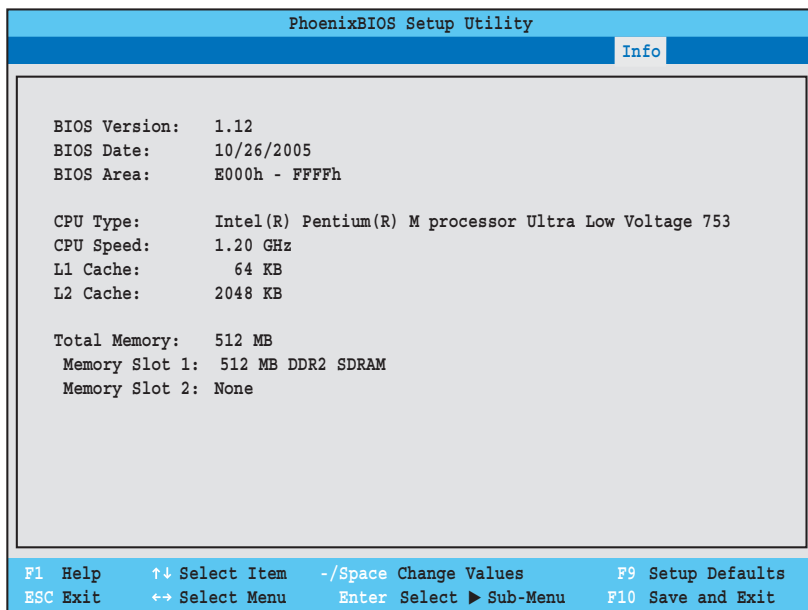 PhoenixBIOS Setup Utility
Info
BIOS Version: 1.12
BIOS Date: 10/26/2005
BIOS Area: E000h - FFFFh
CPU Type: Intel(R) Pentium(R) M processor Ultra Low Voltage 753
CPU Speed: 1.20 GHz
L1 Cache: 64 KB
L2 Cache: 2048 KB
Total Memory: 512 MB
Memory Slot 1: 512 MB DDR2 SDRAM
Memory Slot 2: None
F1 Help ↑↓ Select Item -/Space Change Values F9 Setup Defaults
ESC Exit ←→ Select Menu Enter Select ▶ Sub-Menu F10 Save and Exit